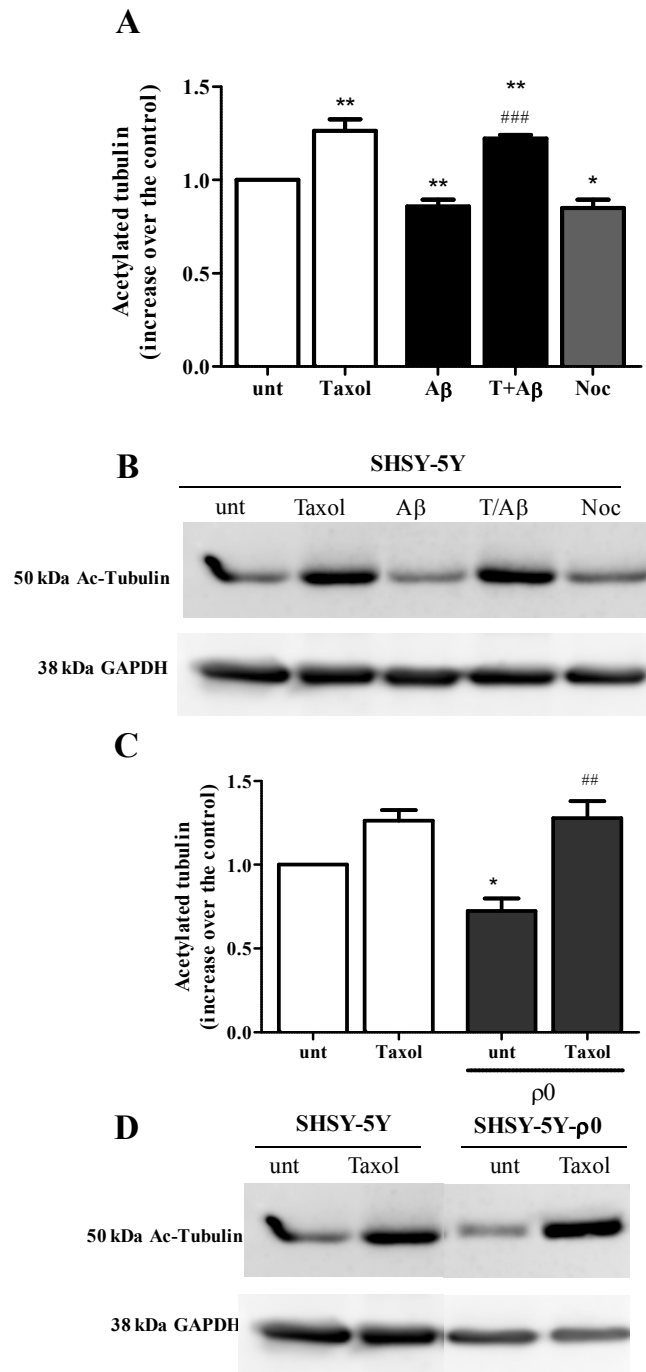 A
Acetylated tubulin
(increase over the control)
1.5
1.0
0.5
0.0
**
**
**
###
*
unt Taxol Aβ T+Aβ Noc
B
SHSY-5Y
unt Taxol Aβ T/Aβ Noc
50 kDa Ac-Tubulin
38 kDa GAPDH
C
Acetylated tubulin
(increase over the control)
1.5
1.0
0.5
0.0
*
##
unt Taxol unt Taxol
ρ0
D
SHSY-5Y SHSY-5Y-ρ0
unt Taxol unt Taxol
50 kDa Ac-Tubulin
38 kDa GAPDH